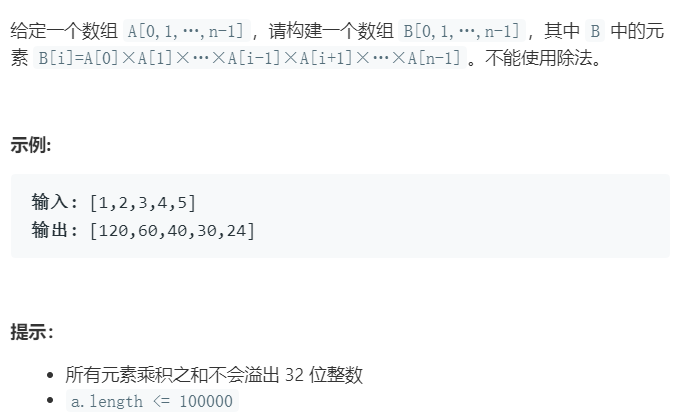 给定一个数组 A[0,1,…,n-1]，请构建一个数组 B[0,1,…,n-1]，其中 B 中的元
素 B[i]=A[0]×A[1]×…×A[i-1]×A[i+1]×…×A[n-1]。不能使用除法。
示例:
输入: [1,2,3,4,5]
输出: [120,60,40,30,24]
提示：
• 所有元素乘积之和不会溢出 32 位整数
• a.length <= 100000